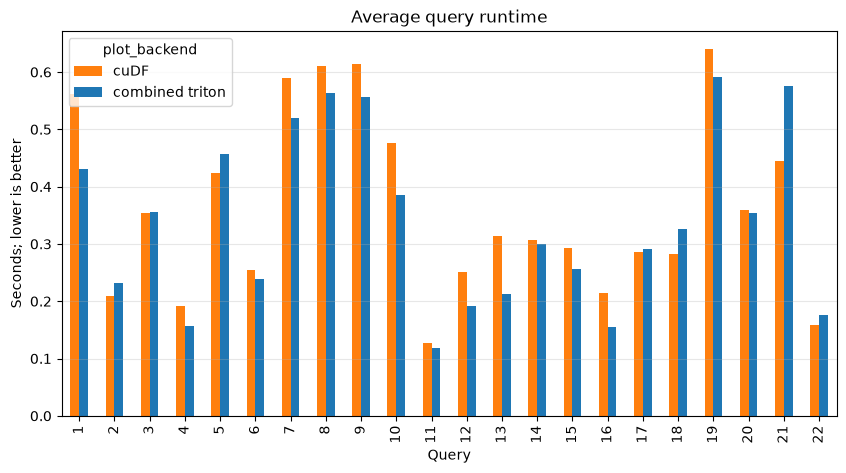 Average query runtime
plot_backend
cuDF
combined triton
Seconds; lower is better
0.6
0.5
0.4
0.3
0.2
0.1
0.0
1 2 3 4 5 6 7 8 9 10 11 12 13 14 15 16 17 18 19 20 21 22
Query